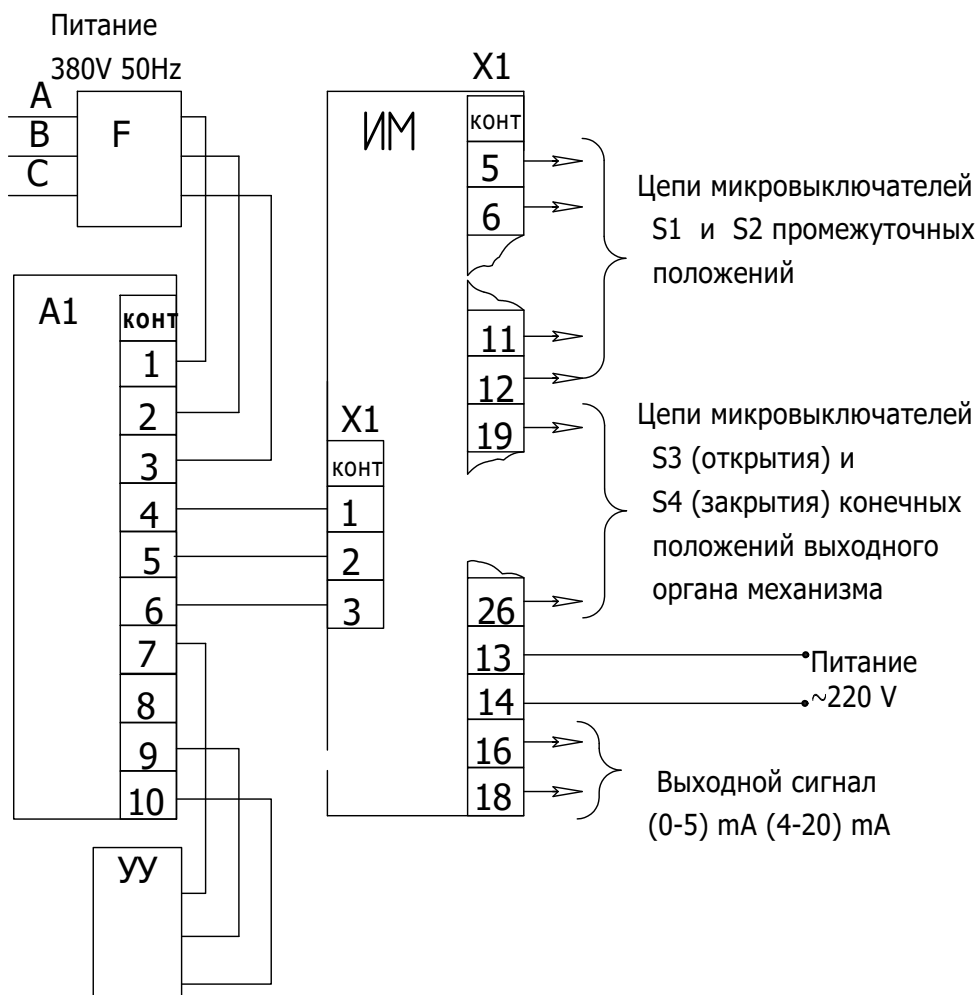 Питание
380V 50Hz
A
B
C
F
A1
конт
1
2
3
4
5
6
7
8
9
10
УУ
ИМ
X1
конт
1
2
3
X1
конт
5
6
11
12
19
26
13
14
16
18
Цепи микровыключателей
S1 и S2 промежуточных
положений
Цепи микровыключателей
S3 (открытия) и
S4 (закрытия) конечных
положений выходного
органа механизма
Питание
~220 V
Выходной сигнал
(0-5) mA (4-20) mA